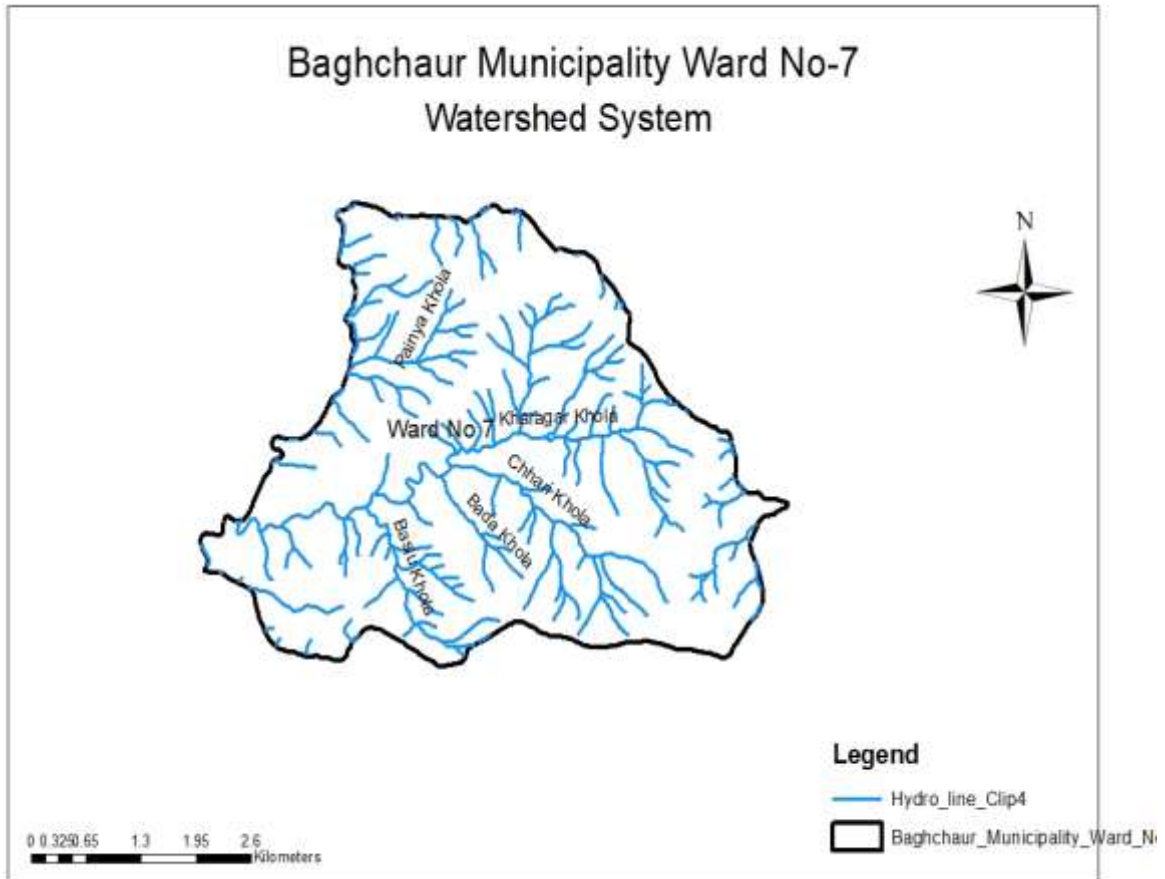 Baghchaur Municipality Ward No-7
Watershed System
N
Painya Khola
Ward No 7
Kharagar Khola
Chhari Khola
Bada Khola
Khola
Legend
Hydro_line_Clip4
Baghchaur_Municipality_Ward_No
0 0.325 0.65 1.3 1.95 2.6
Kilometers